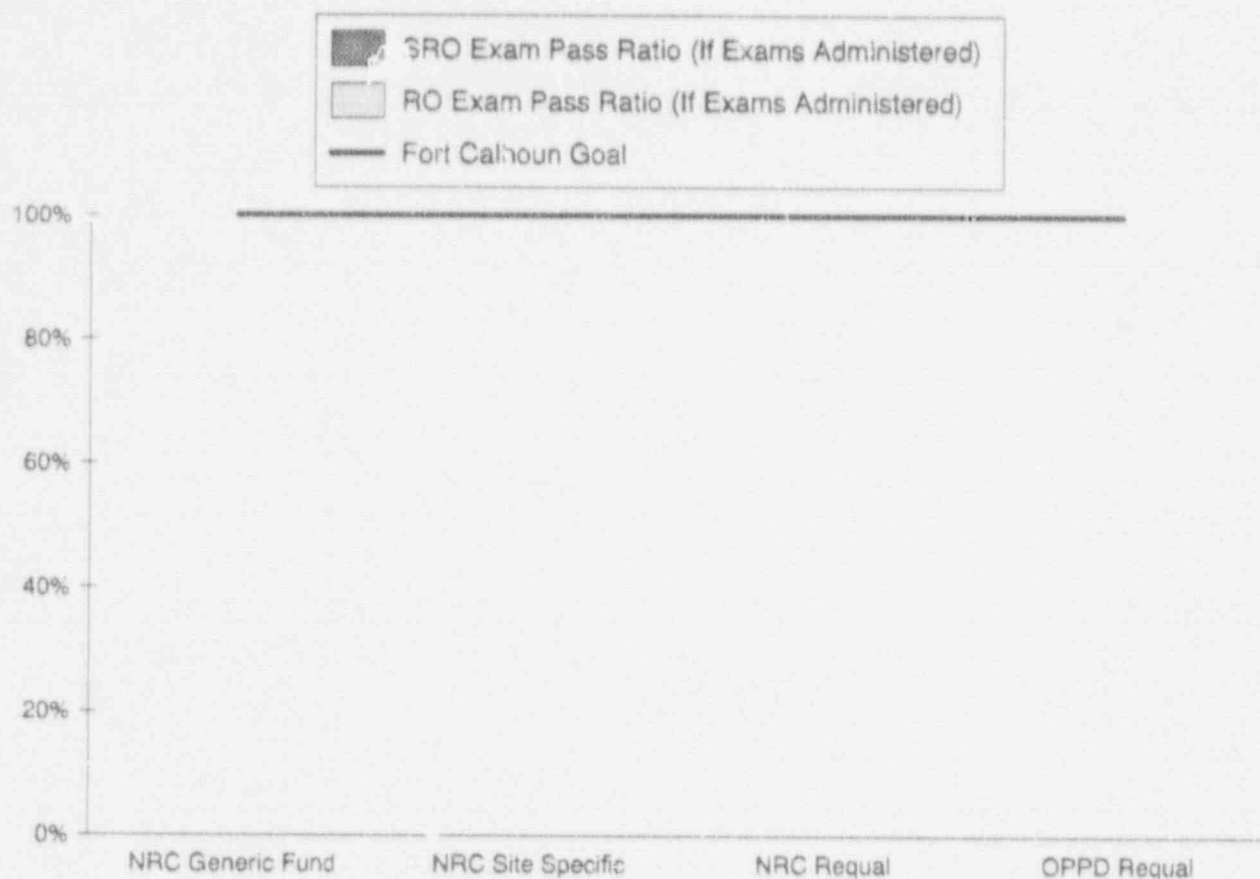 SRO Exam Pass Ratio (If Exams Administered)
RO Exam Pass Ratio (If Exams Administered)
Fort Calhoun Goal
100%
80%
60%
40%
20%
0%
NRC Generic Fund NRC Site Specific NRC Requal OPPD Requal